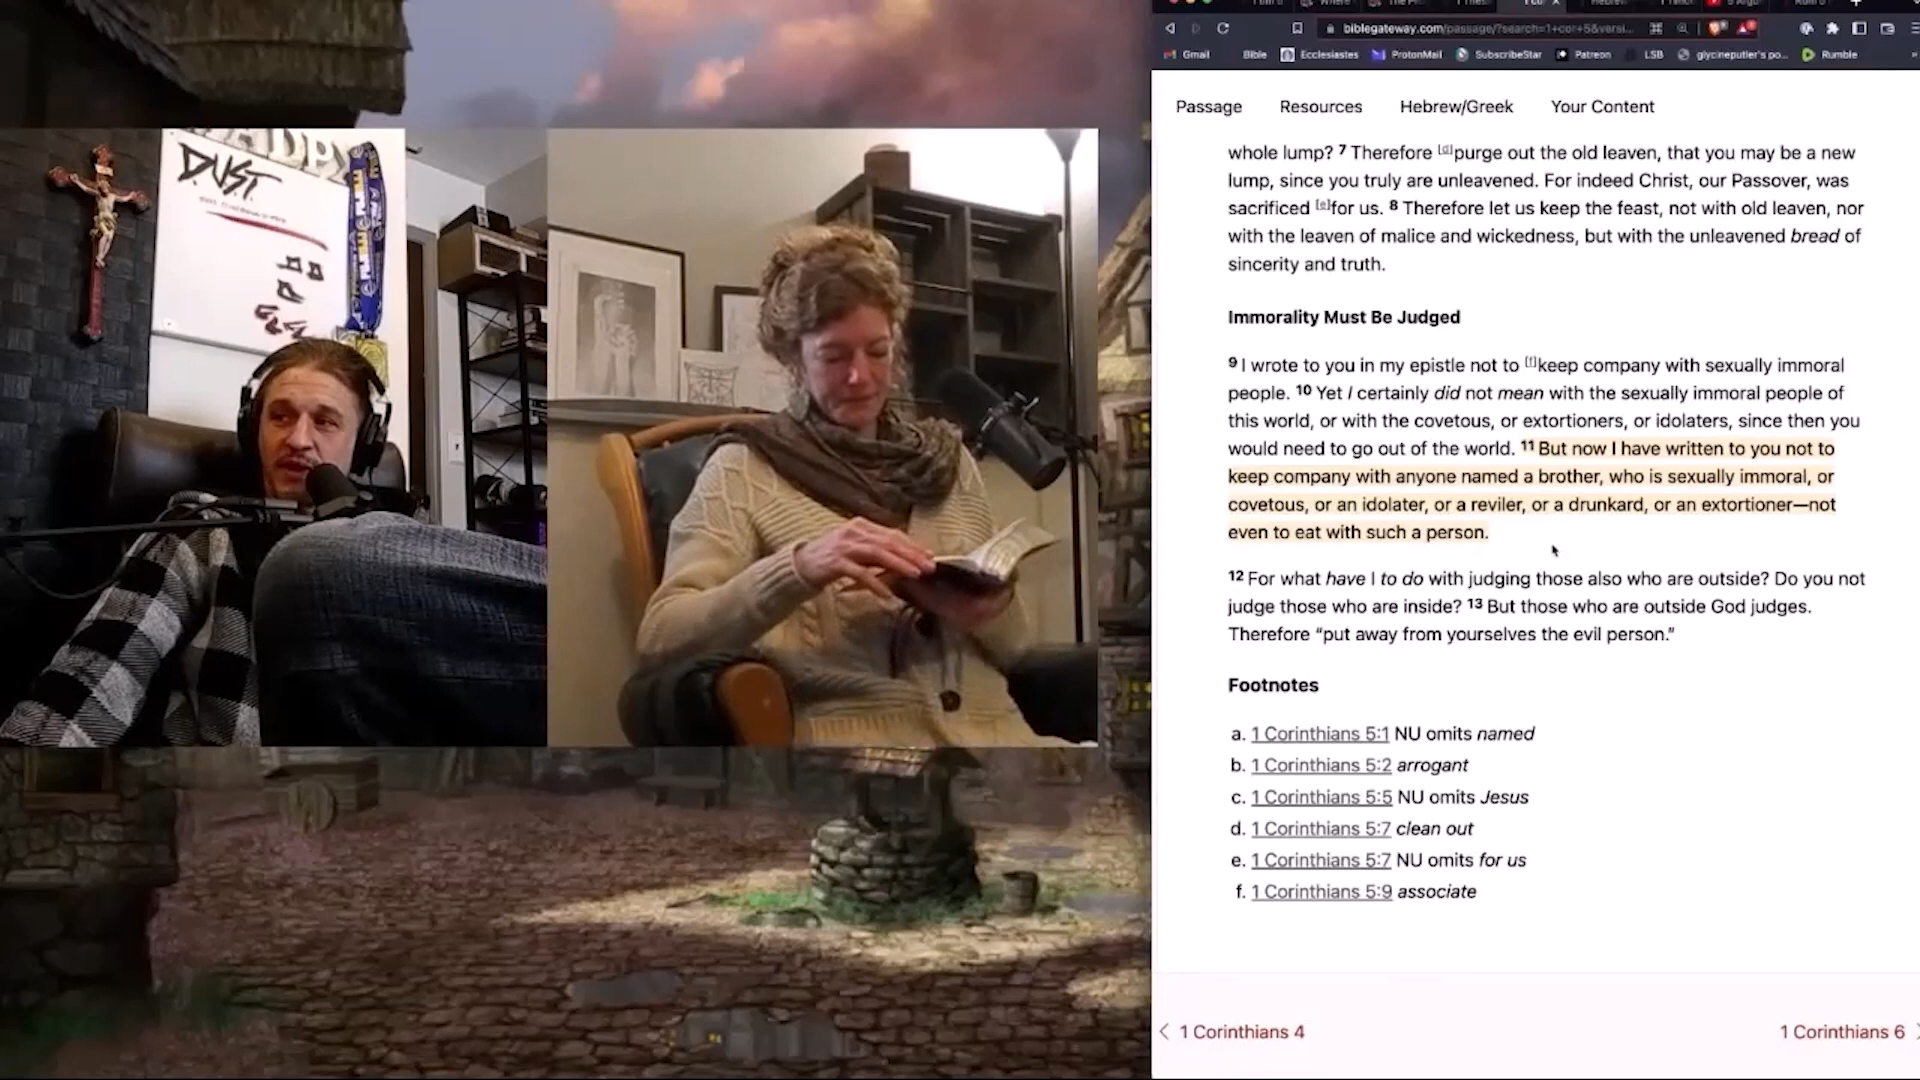 DUST
biblegateway.com/passage/?search=1+cor+5&versi...
Gmail Bible Ecclesiastes ProtonMail SubscribeStar Patreon LSB glycineputler's po... Rumble »
Passage Resources Hebrew/Greek Your Content
whole lump? 7 Therefore [d]purge out the old leaven, that you may be a new
lump, since you truly are unleavened. For indeed Christ, our Passover, was
sacrificed [e]for us. 8 Therefore let us keep the feast, not with old leaven, nor
with the leaven of malice and wickedness, but with the unleavened bread of
sincerity and truth.
Immorality Must Be Judged
9 I wrote to you in my epistle not to [f]keep company with sexually immoral
people. 10 Yet I certainly did not mean with the sexually immoral people of
this world, or with the covetous, or extortioners, or idolaters, since then you
would need to go out of the world. 11 But now I have written to you not to
keep company with anyone named a brother, who is sexually immoral, or
covetous, or an idolater, or a reviler, or a drunkard, or an extortioner—not
even to eat with such a person.
12 For what have I to do with judging those also who are outside? Do you not
judge those who are inside? 13 But those who are outside God judges.
Therefore “put away from yourselves the evil person.”
Footnotes
a. 1 Corinthians 5:1 NU omits named
b. 1 Corinthians 5:2 arrogant
c. 1 Corinthians 5:5 NU omits Jesus
d. 1 Corinthians 5:7 clean out
e. 1 Corinthians 5:7 NU omits for us
f. 1 Corinthians 5:9 associate
< 1 Corinthians 4 1 Corinthians 6 >